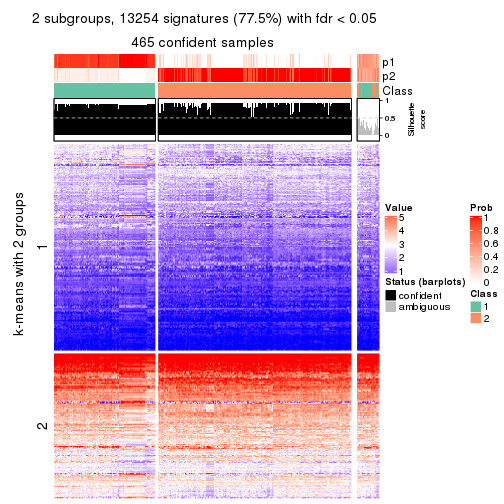 2 subgroups, 13254 signatures (77.5%) with fdr < 0.05
465 confident samples
p1
p2
Class
1
0.5
0
Silhouette
score
k-means with 2 groups
1
2
Value
5
4
3
2
1
Status (barplots)
confident
ambiguous
Prob
1
0.8
0.6
0.4
0.2
0
Class
1
2